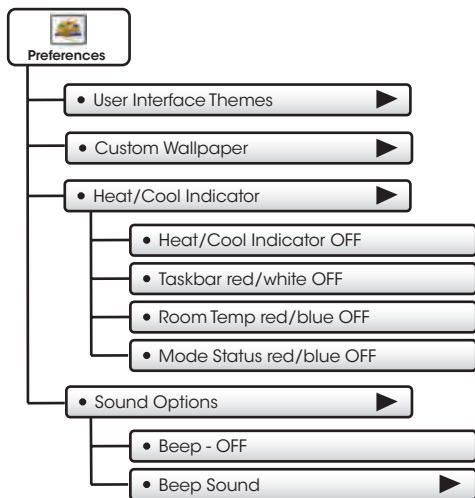 Preferences
• User Interface Themes
• Custom Wallpaper
• Heat/Cool Indicator
• Heat/Cool Indicator OFF
• Taskbar red/white OFF
• Room Temp red/blue OFF
• Mode Status red/blue OFF
• Sound Options
• Beep - OFF
• Beep Sound